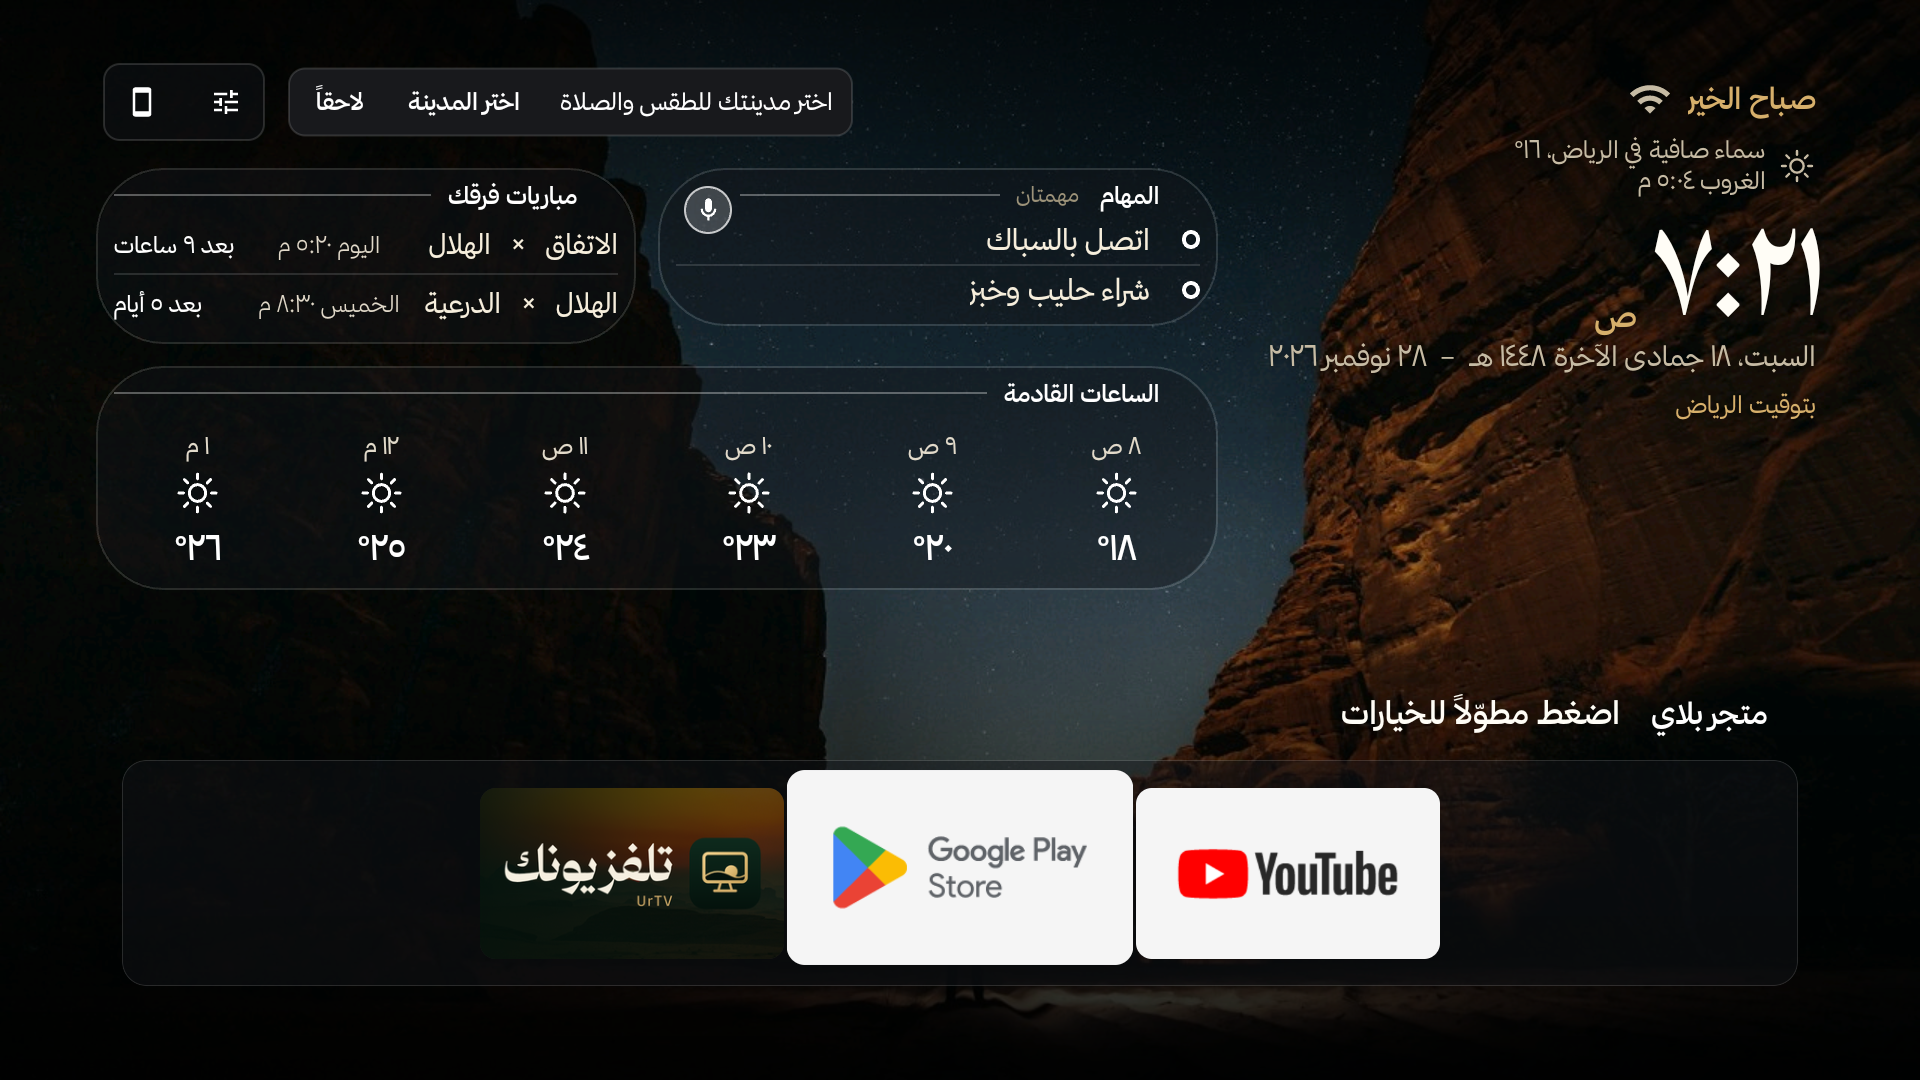 صباح الخير
سماء صافية في الرياض، ١٦°
الغروب ٥:٠٤ م
٧:٢١ ص
السبت، ١٨ جمادى الآخرة ١٤٤٨ هـ – ٢٨ نوفمبر ٢٠٢٦
بتوقيت الرياض
اختر مدينتك للطقس والصلاة اختر المدينة لاحقاً
المهام مهمتان
اتصل بالسباك
شراء حليب وخبز
مباريات فرقك
الاتفاق × الهلال اليوم ٥:٢٠ م بعد ٩ ساعات
الهلال × الدرعية الخميس ٨:٣٠ م بعد ٥ أيام
الساعات القادمة
٨ ص ٩ ص ١٠ ص ١١ ص ١٢ م ١ م
١٨° ٢٠° ٢٣° ٢٤° ٢٥° ٢٦°
متجر بلاي اضغط مطوّلاً للخيارات
YouTube
Google Play
Store
تلفزيونك
UrTV